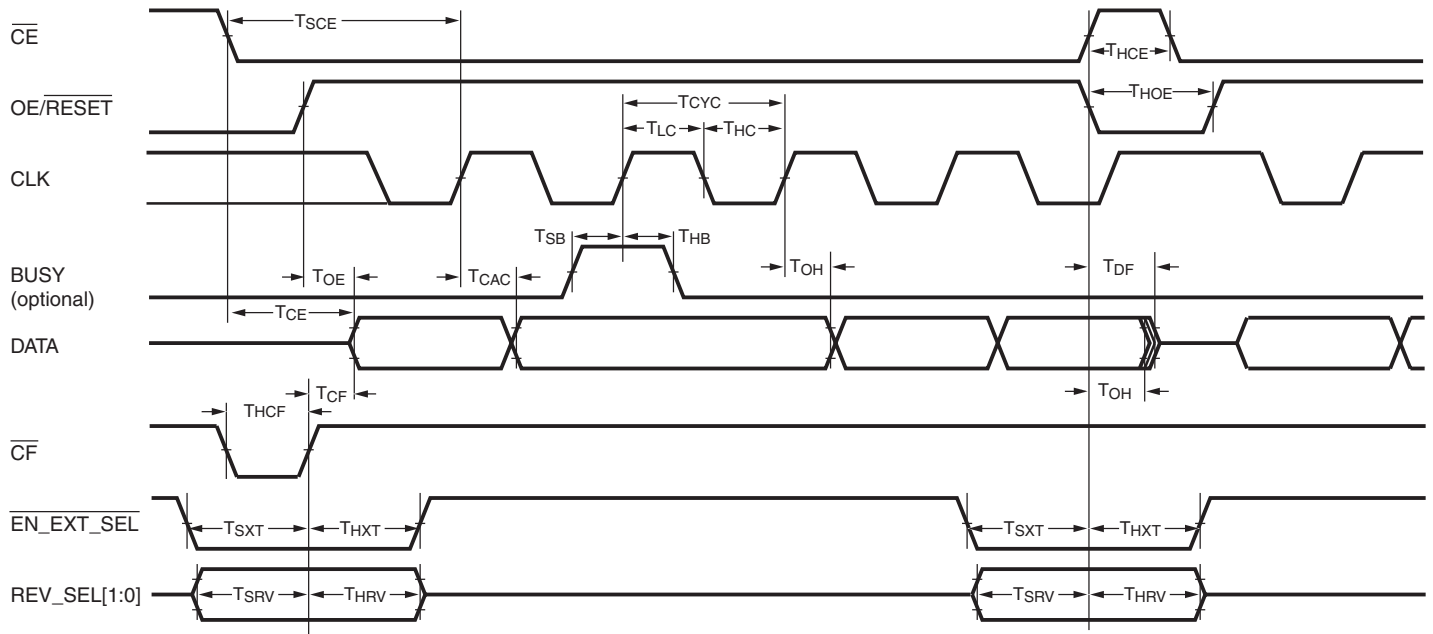 CE
TSCE
THCE
OE/RESET
THOE
TCYC
TLC
THC
CLK
TSB
THB
BUSY
(optional)
TOE
TCAC
TOH
TDF
TCE
DATA
TCF
TOH
THCF
CF
EN_EXT_SEL
TSXT
THXT
TSXT
THXT
REV_SEL[1:0]
TSRV
THRV
TSRV
THRV